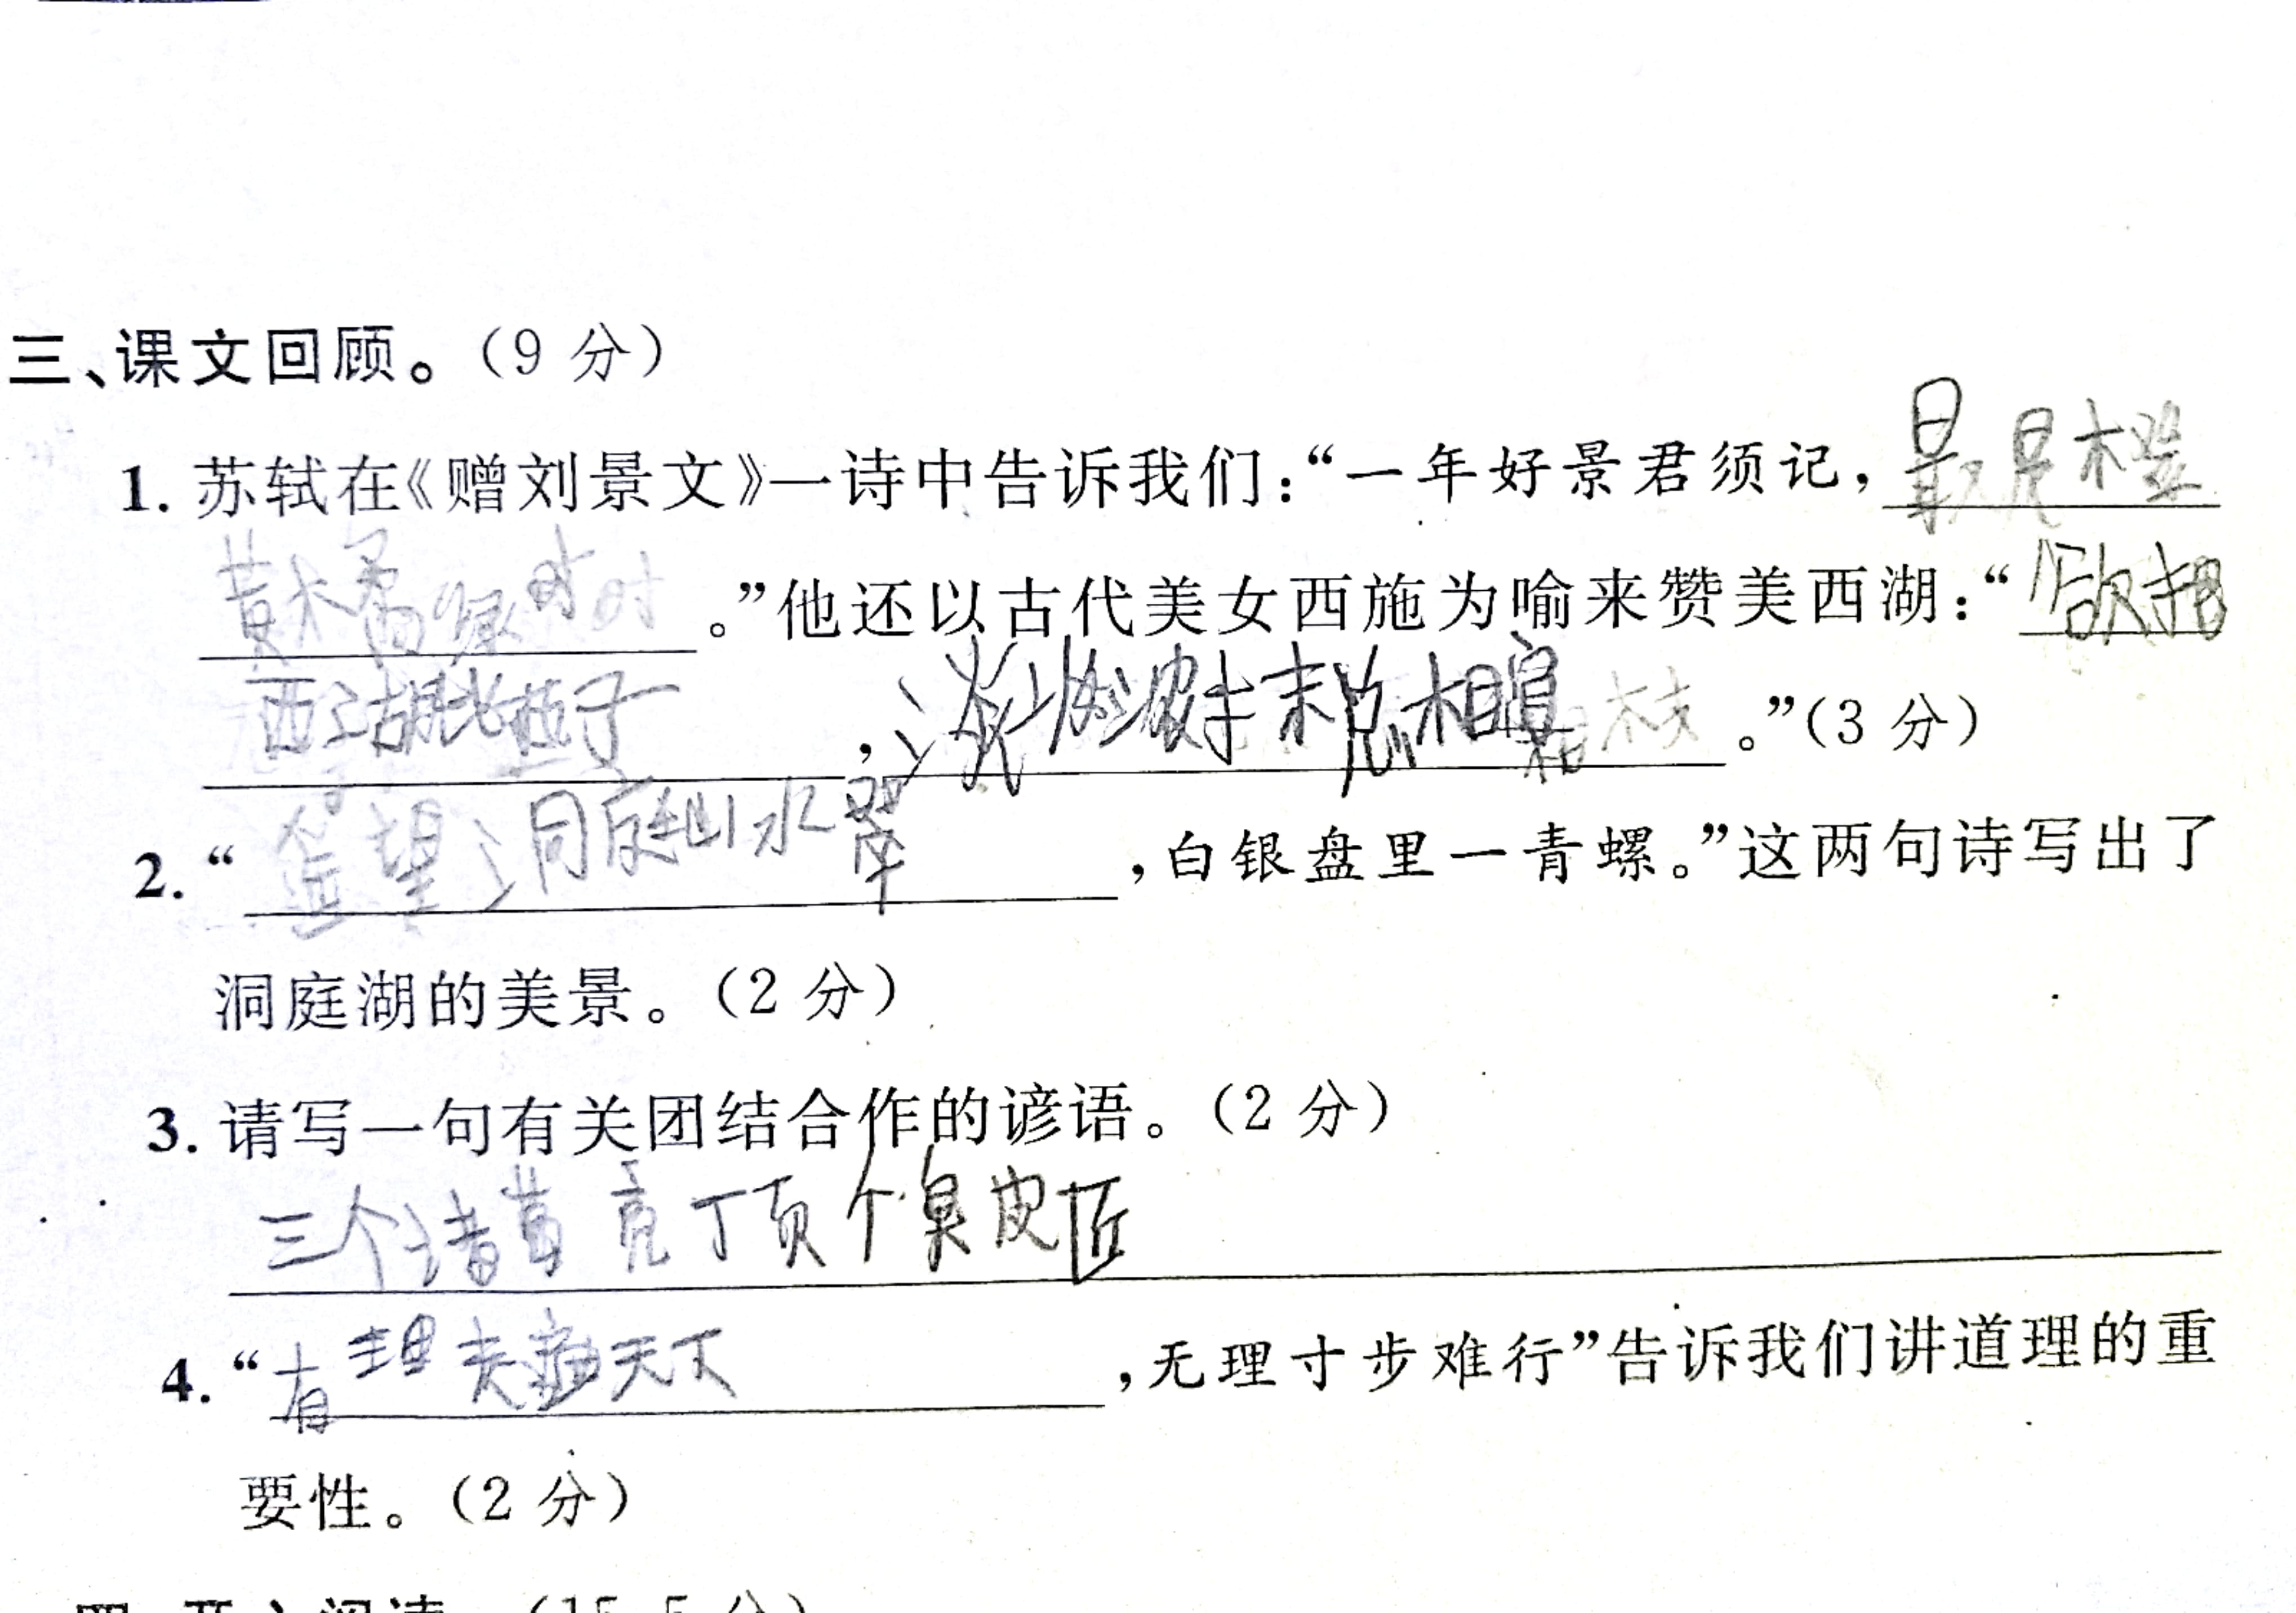 三、课文回顾。(9 分)
1. 苏轼在《赠刘景文》一诗中告诉我们:“一年好景君须记,最是橙
黄橘绿时。”他还以古代美女西施为喻来赞美西湖:“欲把
西湖比西子,淡妆浓抹总相宜。”(3 分)
2. “遥望洞庭山水翠,白银盘里一青螺。”这两句诗写出了
洞庭湖的美景。(2 分)
3. 请写一句有关团结合作的谚语。(2 分)
三个诸葛亮丁顶个臭皮匠
4. “有理走遍天下,无理寸步难行”告诉我们讲道理的重
要性。(2 分)